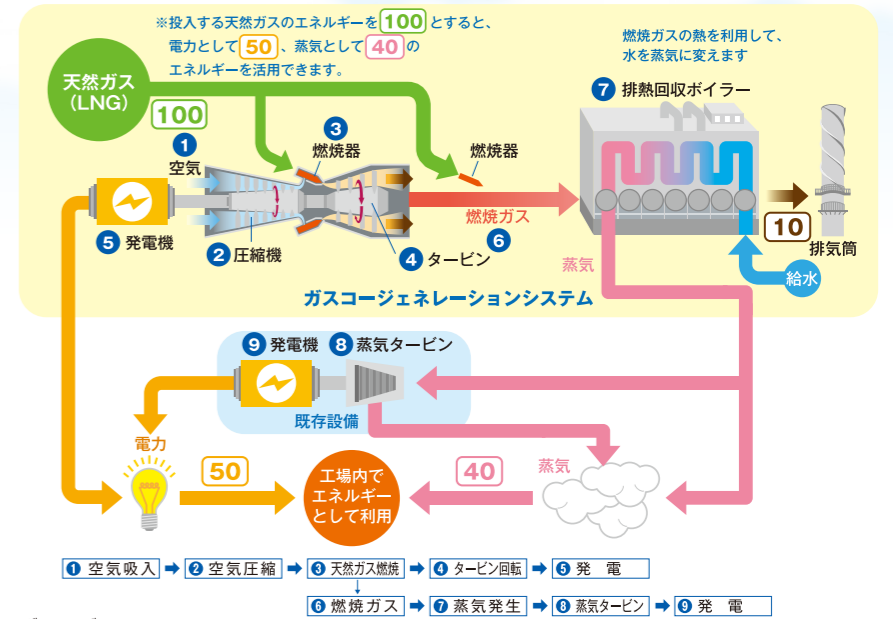 ※投入する天然ガスのエネルギーを100とすると、
電力として50、蒸気として40の
エネルギーを活用できます。
燃焼ガスの熱を利用して、
水を蒸気に変えます
天然ガス
(LNG)
100
❶
空気
❸
燃焼器
燃焼器
❼ 排熱回収ボイラー
❺ 発電機
❷ 圧縮機
❹ タービン
燃焼ガス
❻
10
排気筒
蒸気
給水
ガスコージェネレーションシステム
❾ 発電機
❽ 蒸気タービン
既存設備
電力
50
工場内で
エネルギー
として利用
40
蒸気
❶ 空気吸入 ➡ ❷ 空気圧縮 ➡ ❸ 天然ガス燃焼 ➡ ❹ タービン回転 ➡ ❺ 発 電
↓
❻ 燃焼ガス ➡ ❼ 蒸気発生 ➡ ❽ 蒸気タービン ➡ ❾ 発 電